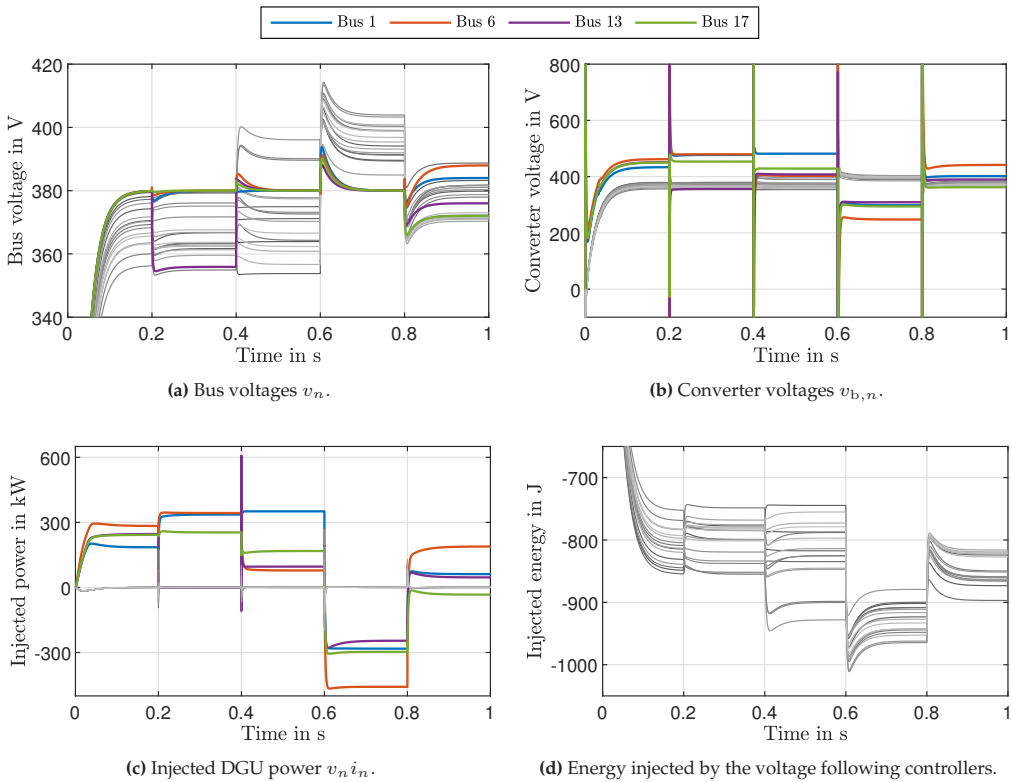 Bus 1 Bus 6 Bus 13 Bus 17
Bus voltage in V
420
400
380
360
340
0 0.2 0.4 0.6 0.8 1
Time in s
(a) Bus voltages vn.
Converter voltage in V
800
600
400
200
0
0 0.2 0.4 0.6 0.8 1
Time in s
(b) Converter voltages vb,n.
Injected power in kW
600
300
0
-300
0 0.2 0.4 0.6 0.8 1
Time in s
(c) Injected DGU power vnin.
Injected energy in J
-700
-800
-900
-1000
0 0.2 0.4 0.6 0.8 1
Time in s
(d) Energy injected by the voltage following controllers.